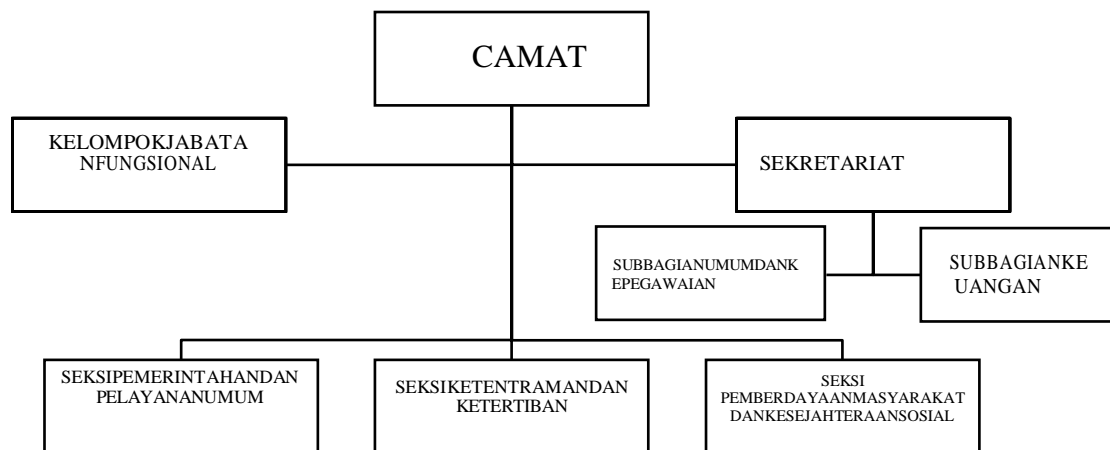 CAMAT
KELOMPOKJABATA
NFUNGSIONAL
SEKRETARIAT
SUBBAGIANUMUMDANK
EPEGAWAIAN
SUBBAGIANKE
UANGAN
SEKSIPEMERINTAHANDAN
PELAYANANUMUM
SEKSIKETENTRAMANDAN
KETERTIBAN
SEKSI
PEMBERDAYAANMASYARAKAT
DANKESEJAHTERAANSOSIAL